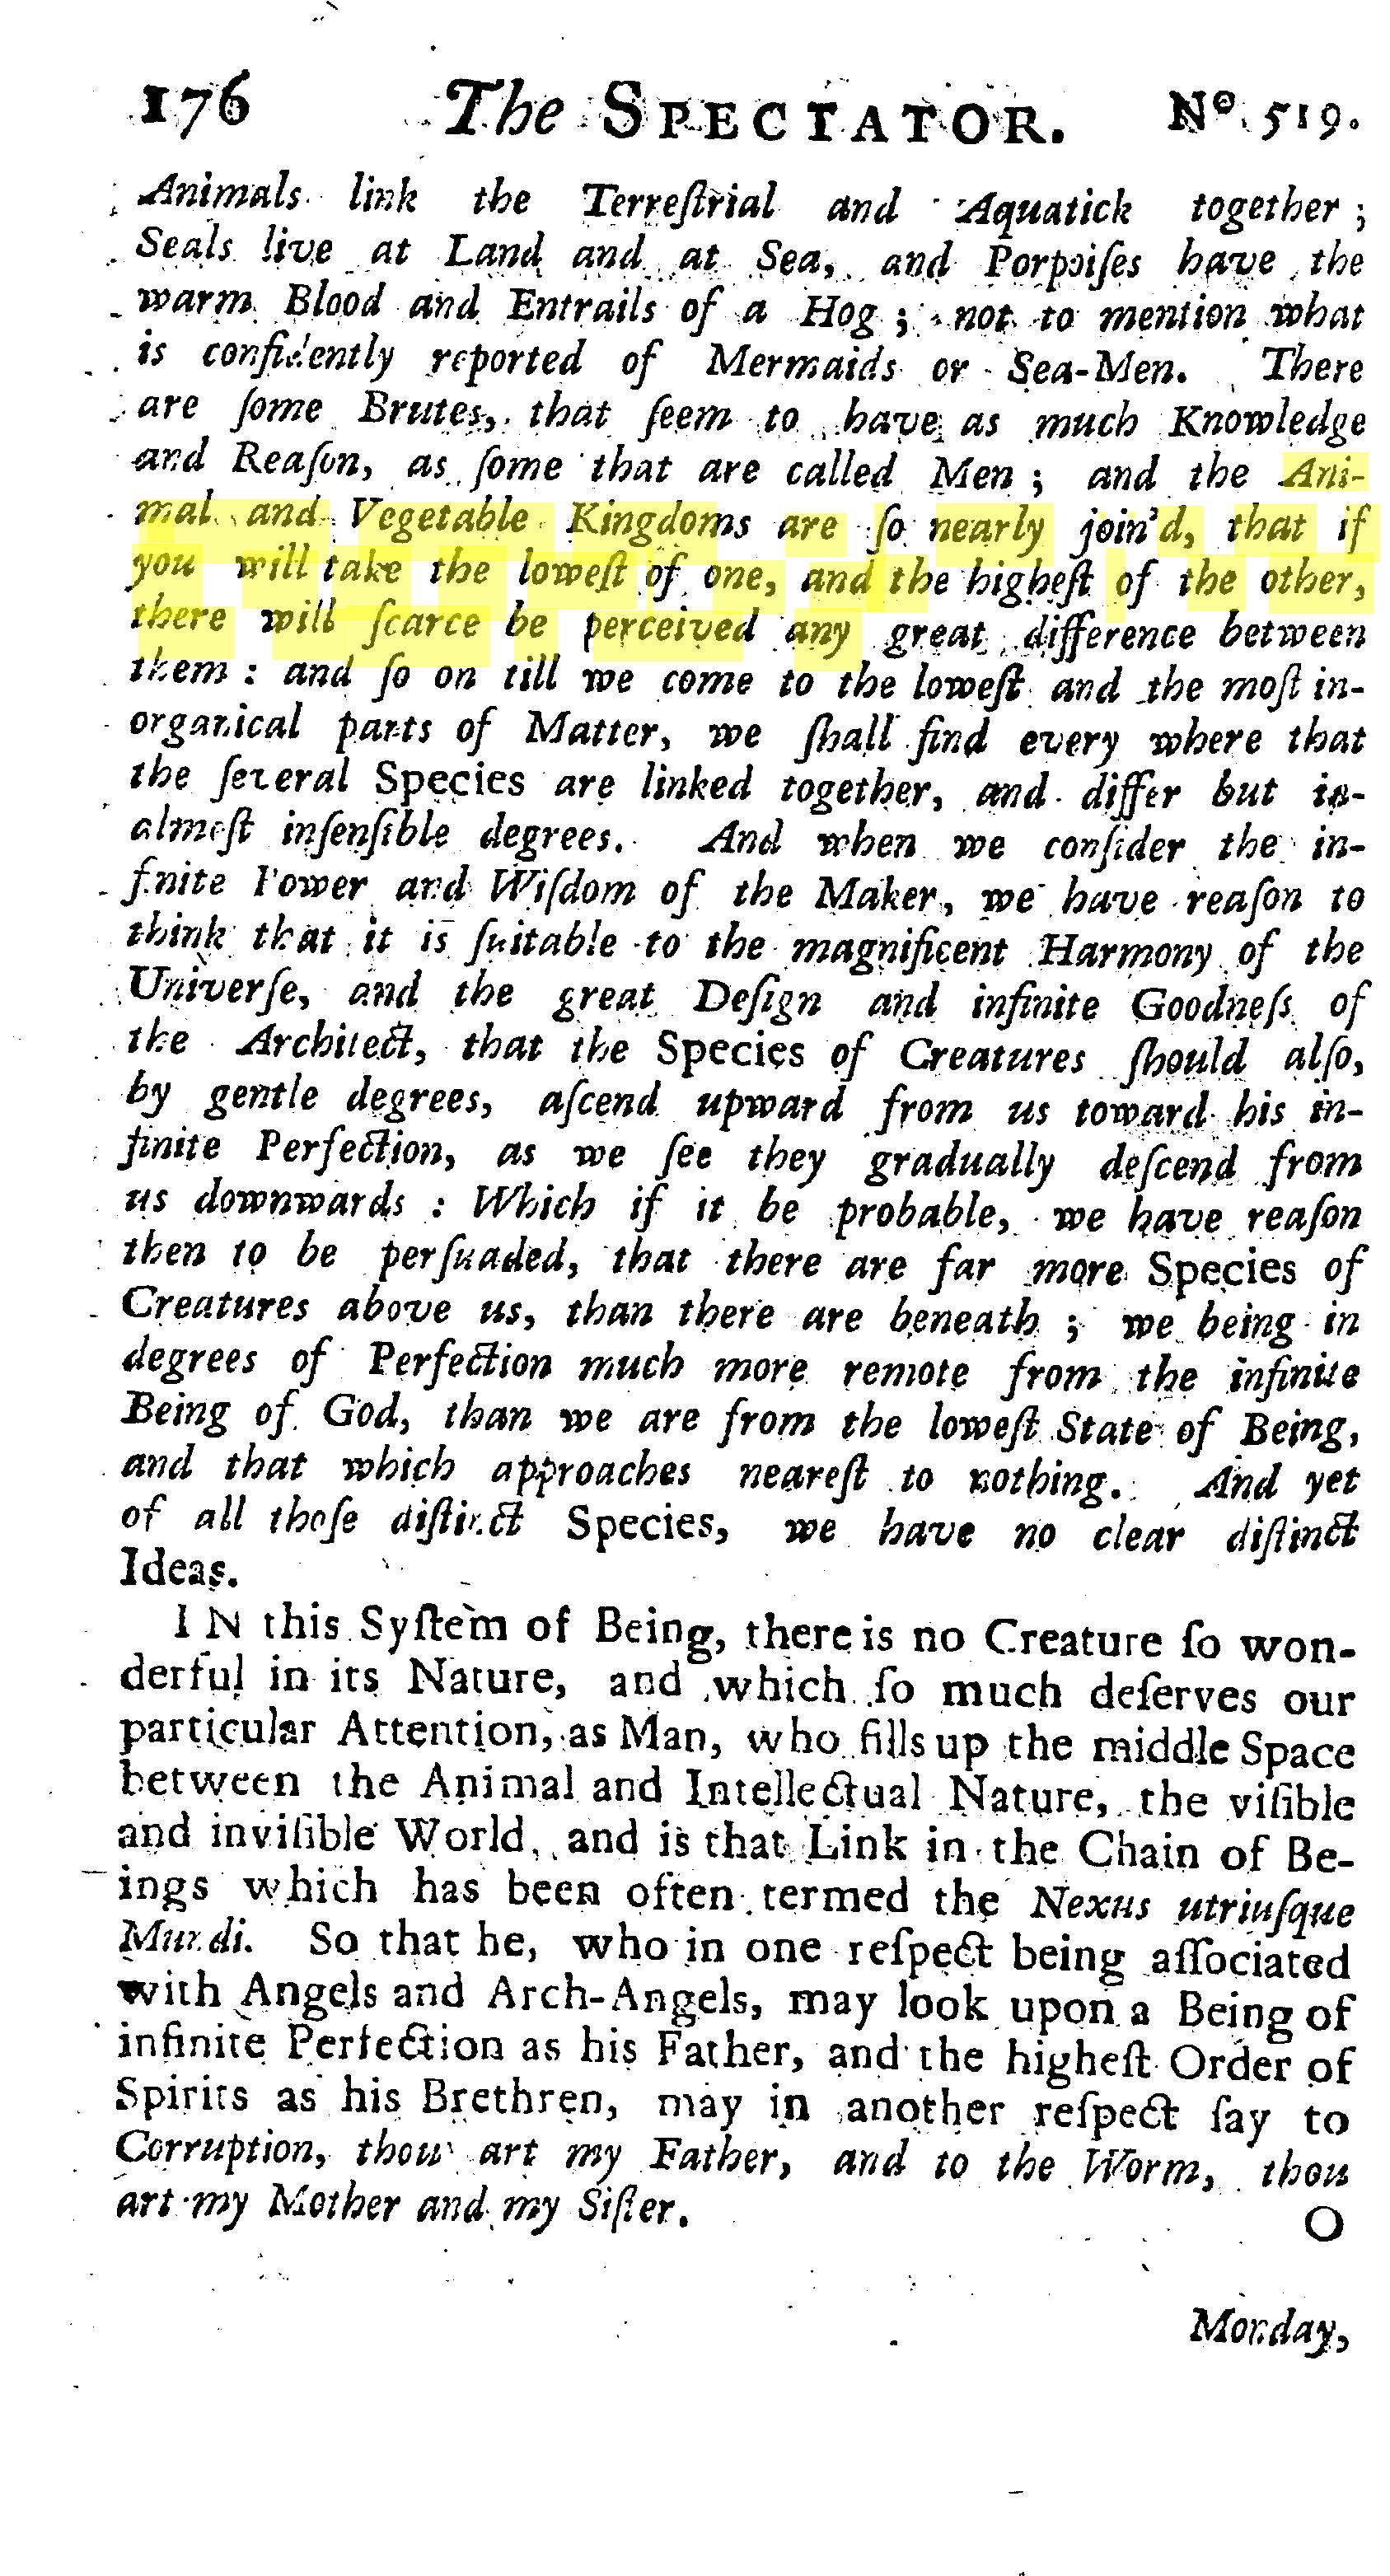 176 The SPECTATOR. Nº. 519.
Animals link the Terreſtrial and Aquatick together ;
Seals live at Land and at Sea, and Porpoiſes have the
warm Blood and Entrails of a Hog ; not to mention what
is confidently reported of Mermaids or Sea-Men. There
are ſome Brutes, that ſeem to have as much Knowledge
and Reaſon, as ſome that are called Men ; and the Ani-
mal and Vegetable Kingdoms are ſo nearly join'd, that if
you will take the loweſt of one, and the higheſt of the other,
there will ſcarce be perceived any great difference between
them : and ſo on till we come to the loweſt and the moſt in-
organical parts of Matter, we ſhall find every where that
the ſeveral Species are linked together, and differ but in
almoſt inſenſible degrees. And when we conſider the in-
finite Power and Wiſdom of the Maker, we have reaſon to
think that it is ſuitable to the magnificent Harmony of the
Univerſe, and the great Deſign and infinite Goodneſs of
the Architect, that the Species of Creatures ſhould alſo,
by gentle degrees, aſcend upward from us toward his in-
finite Perfection, as we ſee they gradually deſcend from
us downwards : Which if it be probable, we have reaſon
then to be perſuaded, that there are far more Species of
Creatures above us, than there are beneath ; we being in
degrees of Perfection much more remote from the infinite
Being of God, than we are from the loweſt State of Being,
and that which approaches neareſt to nothing. And yet
of all thoſe diſtinct Species, we have no clear diſtinct
Ideas.
IN this Syſtem of Being, there is no Creature ſo won-
derful in its Nature, and which ſo much deſerves our
particular Attention, as Man, who fills up the middle Space
between the Animal and Intellectual Nature, the viſible
and inviſible World, and is that Link in the Chain of Be-
ings which has been often termed the Nexus utriuſque
Mundi. So that he, who in one reſpect being aſſociated
with Angels and Arch-Angels, may look upon a Being of
infinite Perfection as his Father, and the higheſt Order of
Spirits as his Brethren, may in another reſpect ſay to
Corruption, thou art my Father, and to the Worm, thou
art my Mother and my Siſter.
O
Monday,